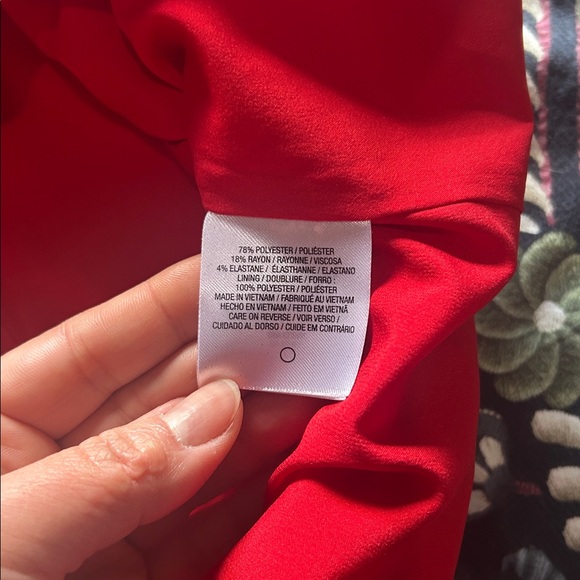 78% POLYESTER / POLIÉSTER
18% RAYON / RAYONNE / VISCOSA
4% ELASTANE / ÉLASTHANNE / ELASTANO
LINING / DOUBLURE / FORRO :
100% POLYESTER / POLIÉSTER
MADE IN VIETNAM / FABRIQUÉ AU VIETNAM
HECHO EN VIETNAM / FEITO EM VIETNÃ
CARE ON REVERSE / VOIR VERSO /
CUIDADO AL DORSO / CUIDE EM CONTRÁRIO